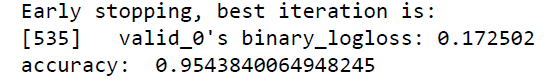 Early stopping, best iteration is:
[535]   valid_0's binary_logloss: 0.172502
accuracy:  0.9543840064948245